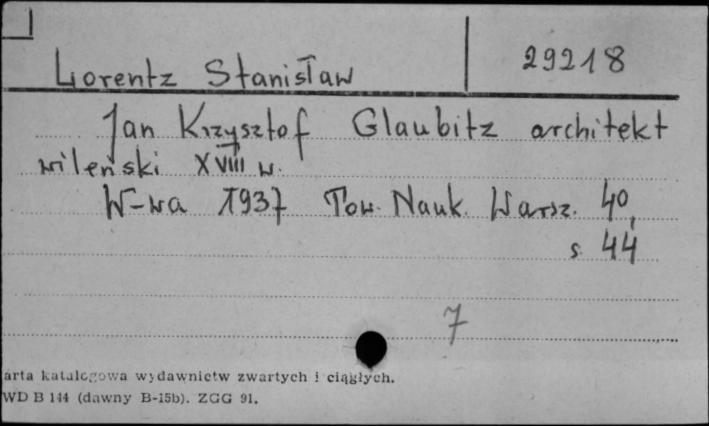 Lorentz Stanisław 29218
Jan Krzysztof Glaubitz architekt
wileński XVIII w.
W-wa 1937 Tow. Nauk. Warsz. 40,
s. 44
7
arta katalogowa wydawnictw zwartych i ciągłych.
WD B 144 (dawny B-15b). ZGG 91.